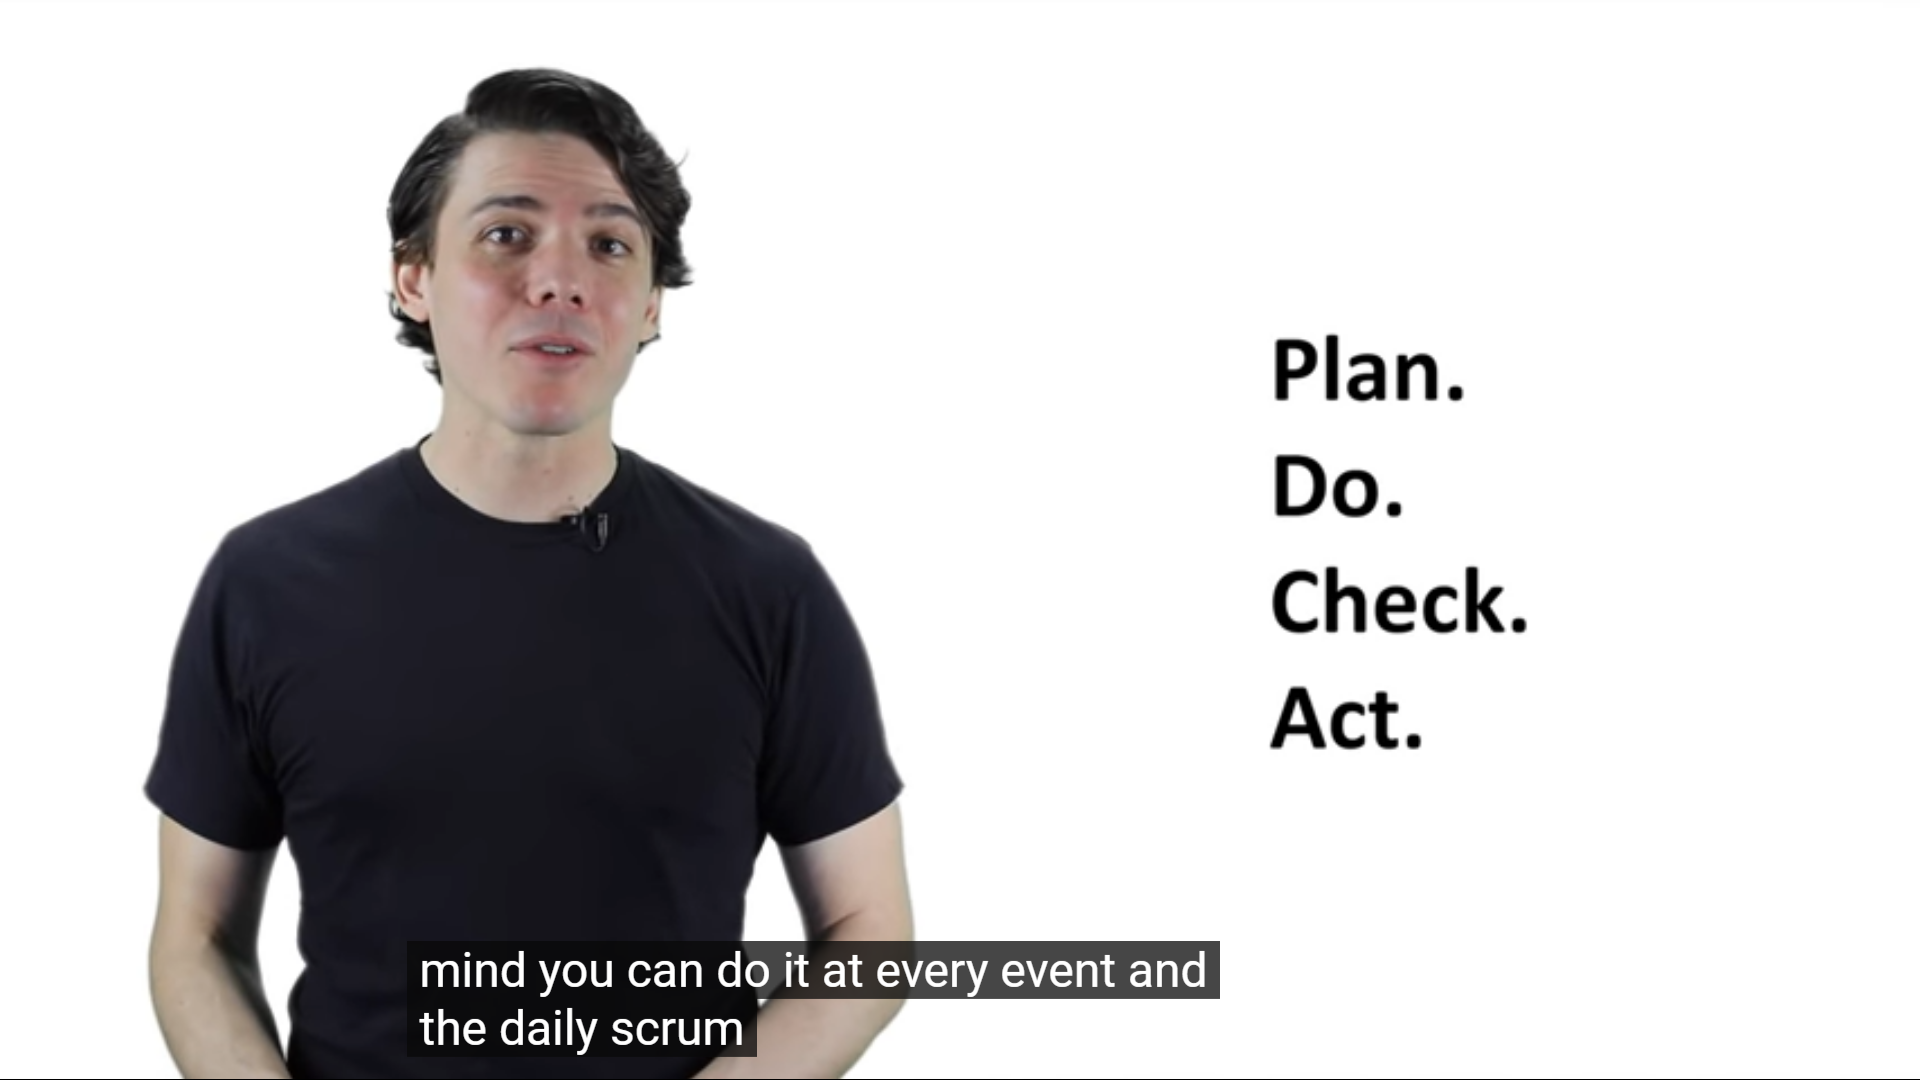 Plan.
Do.
Check.
Act.
mind you can do it at every event and
the daily scrum